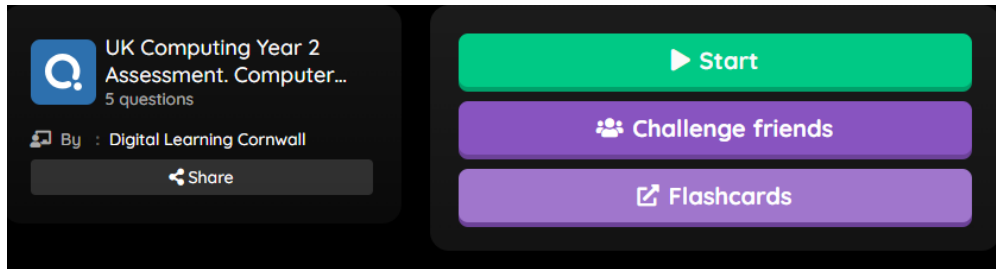 UK Computing Year 2
Assessment. Computer...
5 questions
By : Digital Learning Cornwall
Share
Start
Challenge friends
Flashcards